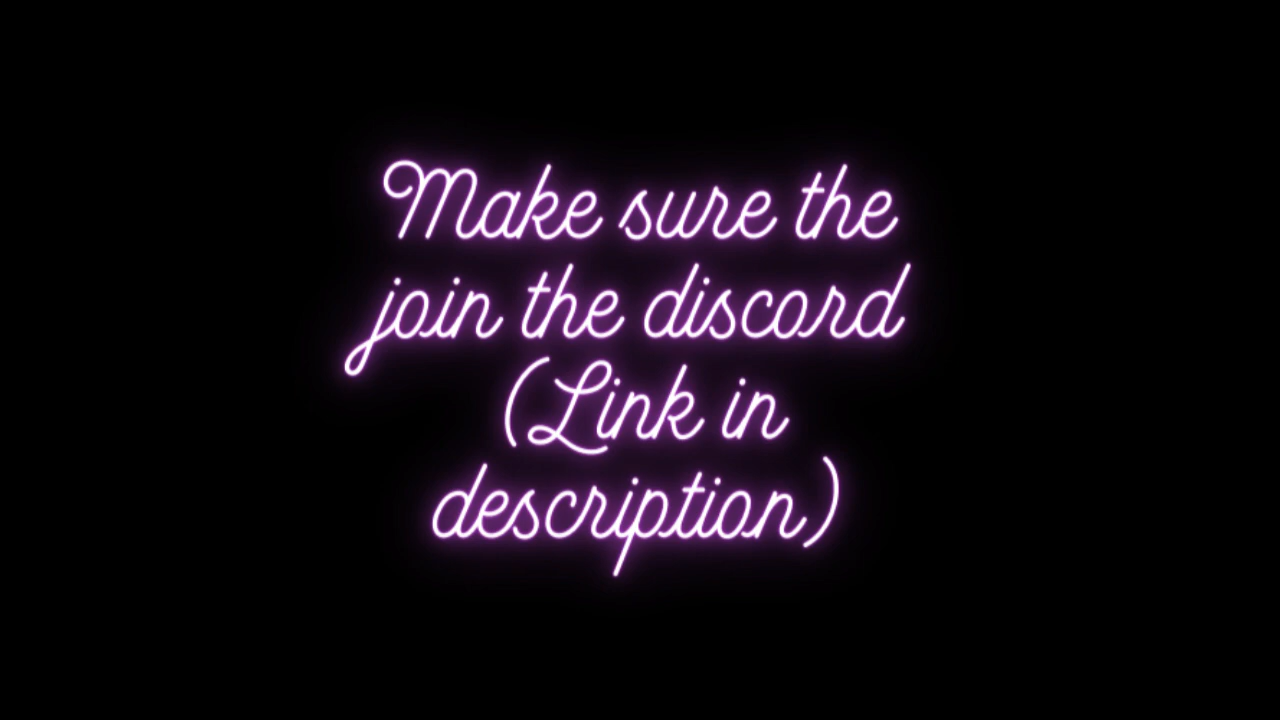 Make sure the
join the discord
(Link in
description)